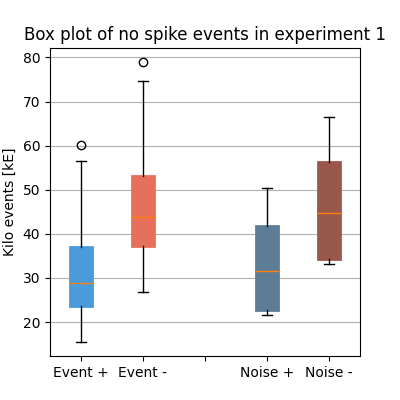 Box plot of no spike events in experiment 1
Kilo events [kE]
80
70
60
50
40
30
20
Event + Event - Noise + Noise -